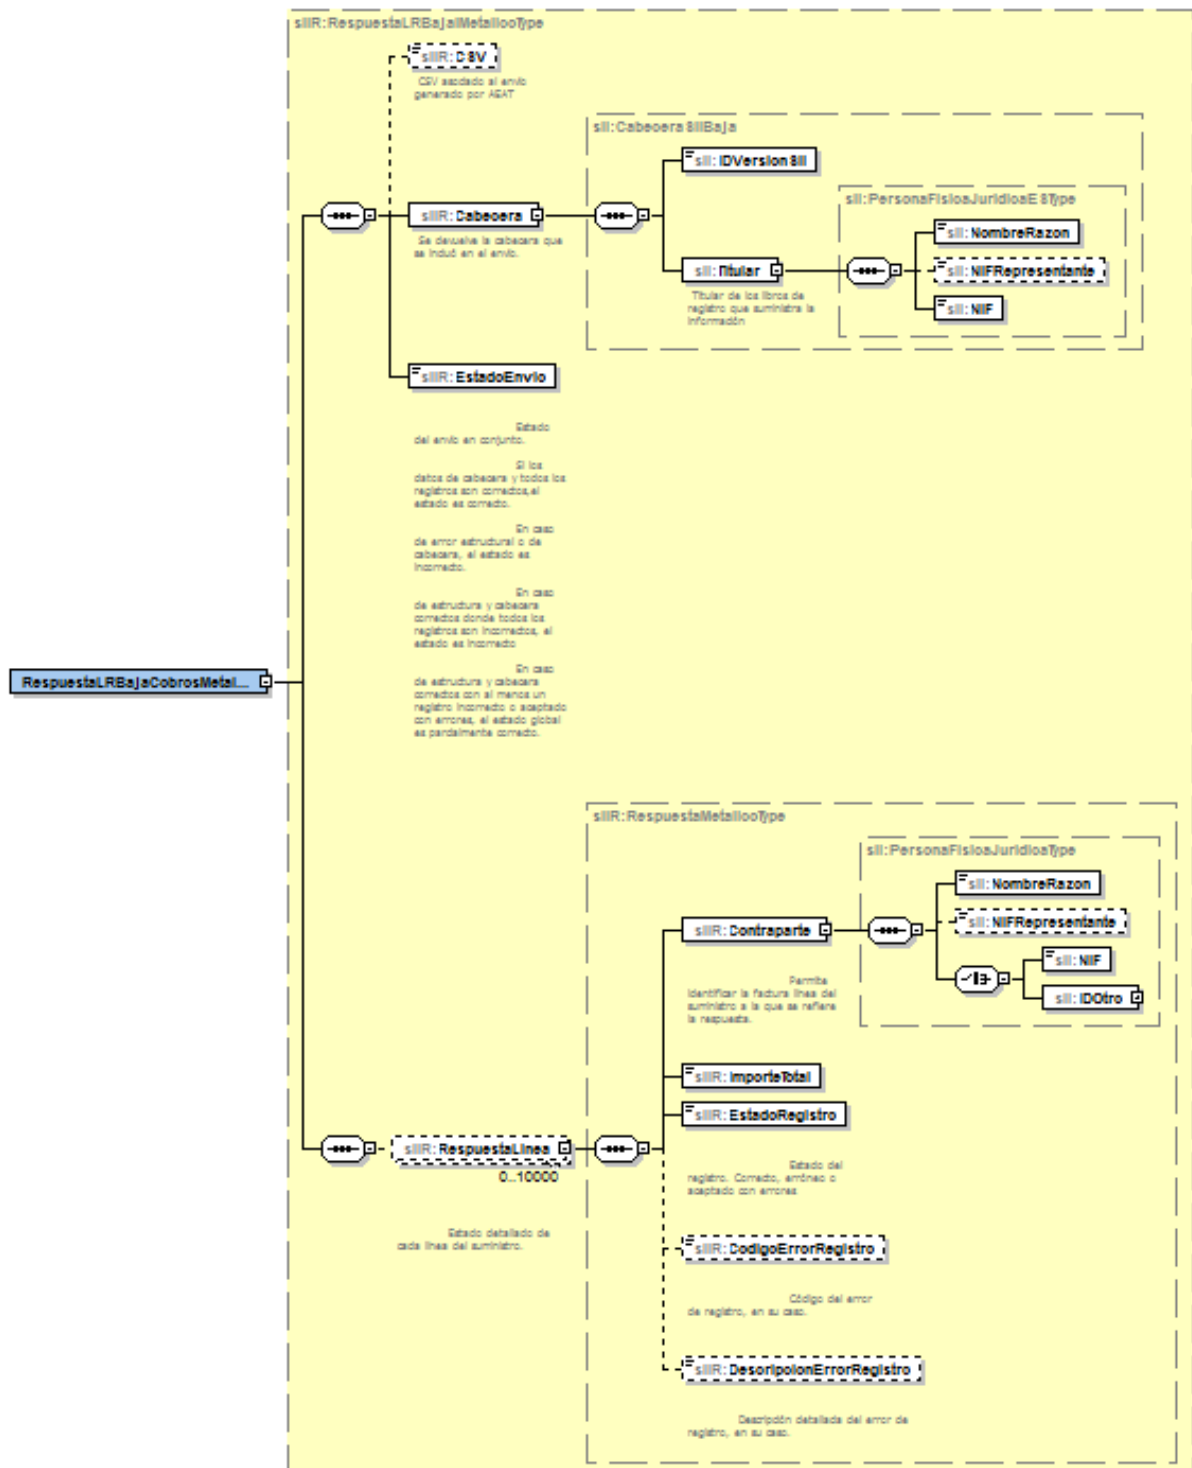 siiR:RespuestaLRBajaIMetalicoType
siiR:CSV
CSV asociado al envío
generado por AEAT
sii:CabeceraSiiBaja
sii:IDVersionSii
sii:PersonaFisicaJuridicaESType
sii:NombreRazon
siiR:Cabecera
Se devuelve la cabecera que
se incluó en el envío.
sii:Titular
sii:NIFRepresentante
Titular de los libros de
registro que suministra la
información
sii:NIF
siiR:EstadoEnvio
Estado
del envío en conjunto.
Si los
datos de cabecera y todos los
registros son correctos,el
estado es correcto.
En caso
de error estructural o de
cabecera, el estado es
incorrecto.
En caso
de estructura y cabecera
correctos donde todos los
registros son incorrectos, el
estado es incorrecto
RespuestaLRBajaCobrosMetal...
En caso
de estructura y cabecera
correctos con al menos un
registro incorrecto o aceptado
con errores, el estado global
es parcialmente correcto.
siiR:RespuestaMetalicoType
sii:PersonaFisicaJuridicaType
sii:NombreRazon
siiR:Contraparte
sii:NIFRepresentante
sii:NIF
sii:IDOtro
Permite
identificar la factura línea del
suministro a la que se refiere
la respuesta.
siiR:ImporteTotal
siiR:EstadoRegistro
siiR:RespuestaLinea
0..10000
Estado del
registro. Correcto, erróneo o
aceptado con errores
Estado detallado de
cada línea del suministro.
siiR:CodigoErrorRegistro
Código del error
de registro, en su caso.
siiR:DescripcionErrorRegistro
Descripción detallada del error de
registro, en su caso.